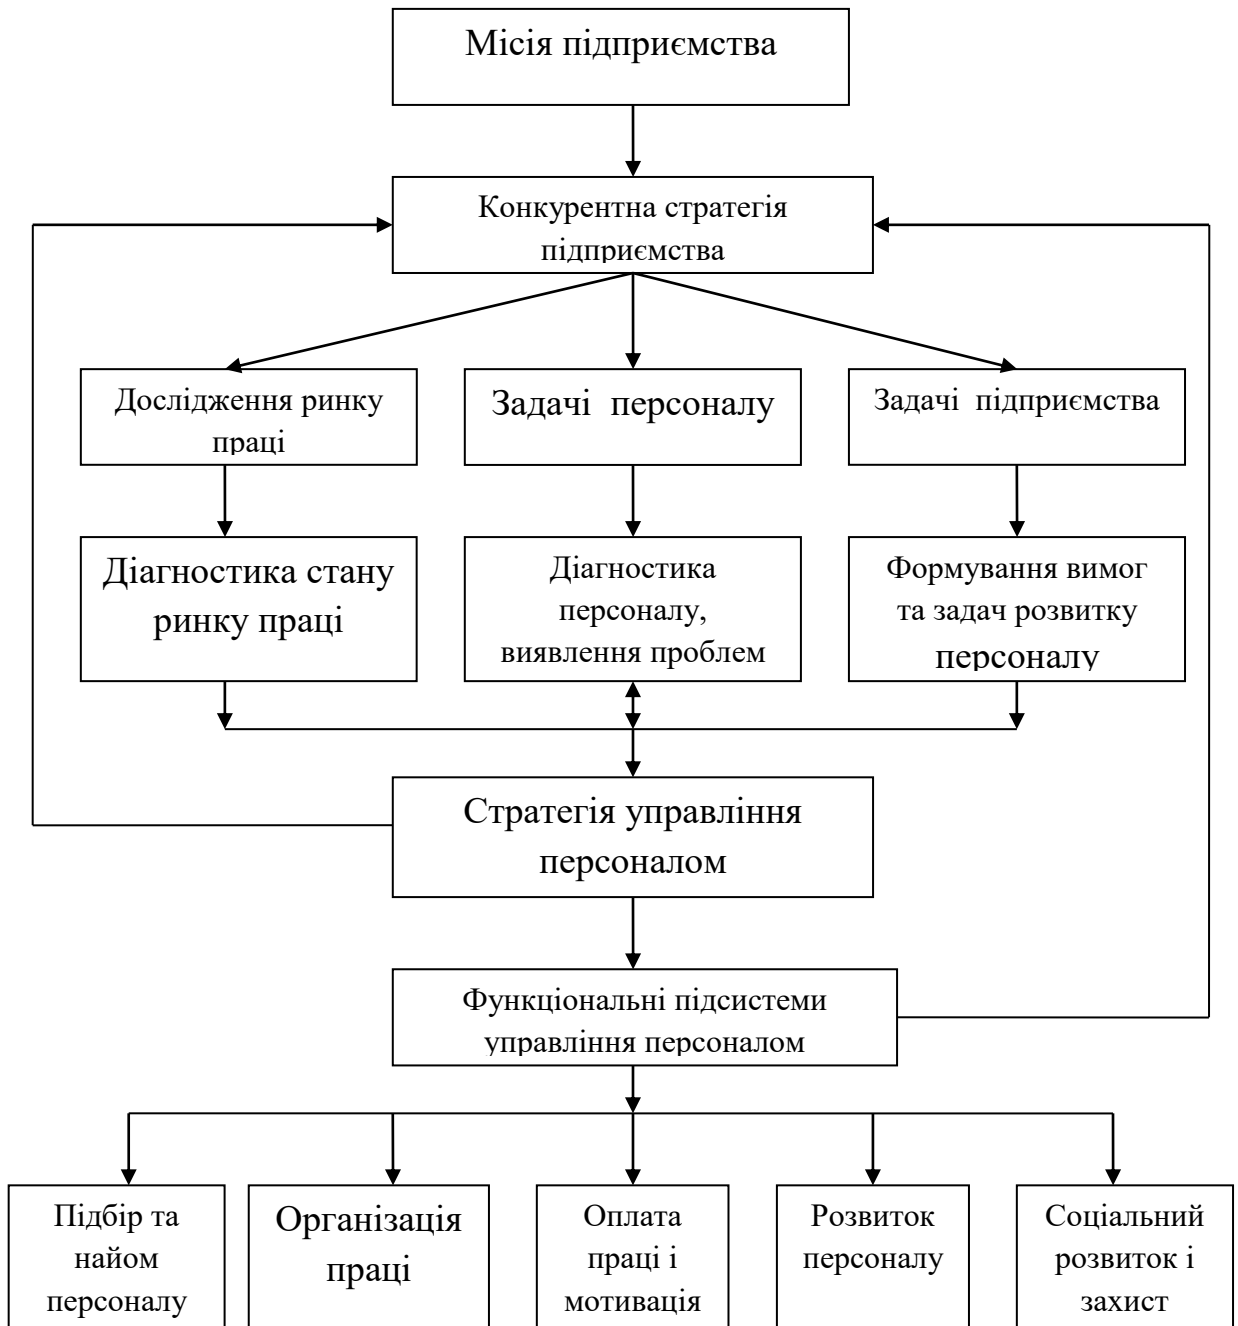 Місія підприємства
Конкурентна стратегія
підприємства
Дослідження ринку
праці
Задачі персоналу
Задачі підприємства
Діагностика стану
ринку праці
Діагностика
персоналу,
виявлення проблем
Формування вимог
та задач розвитку
персоналу
Стратегія управління
персоналом
Функціональні підсистеми
управління персоналом
Підбір та
найом
персоналу
Організація
праці
Оплата
праці і
мотивація
Розвиток
персоналу
Соціальний
розвиток і
захист